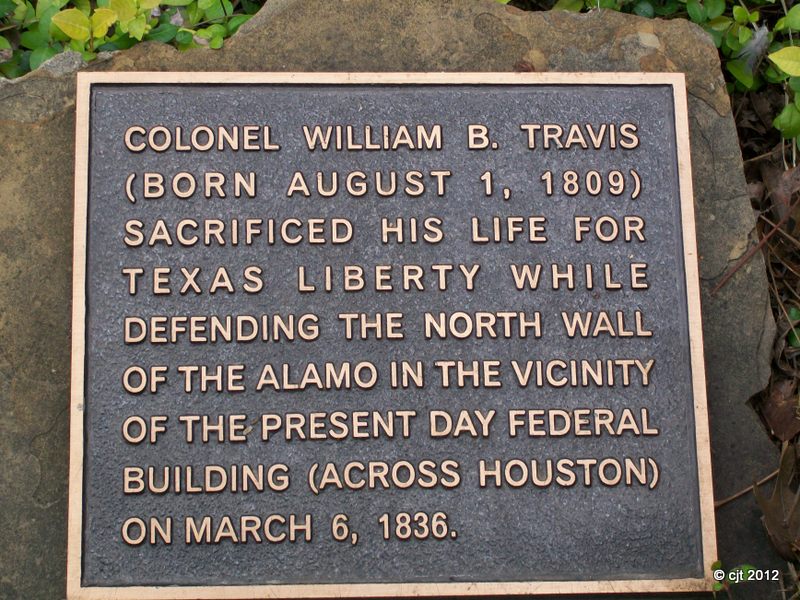 COLONEL WILLIAM B. TRAVIS
(BORN AUGUST 1, 1809)
SACRIFICED HIS LIFE FOR
TEXAS LIBERTY WHILE
DEFENDING THE NORTH WALL
OF THE ALAMO IN THE VICINITY
OF THE PRESENT DAY FEDERAL
BUILDING (ACROSS HOUSTON)
ON MARCH 6, 1836.
© cjt 2012